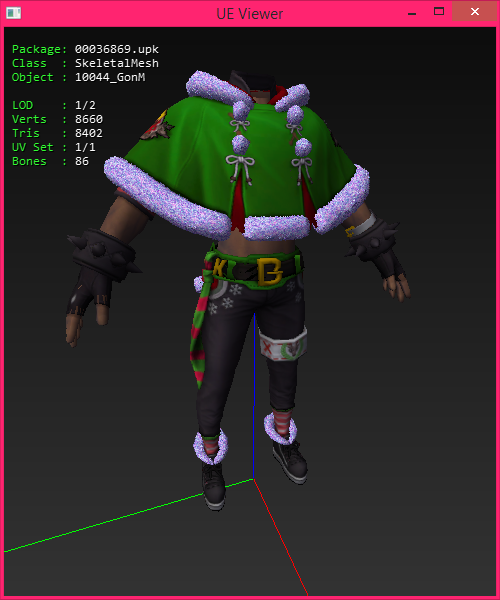 UE Viewer
Package: 00036869.upk
Class : SkeletalMesh
Object : 10044_GonM
LOD : 1/2
Verts : 8660
Tris : 8402
UV Set : 1/1
Bones : 86
B